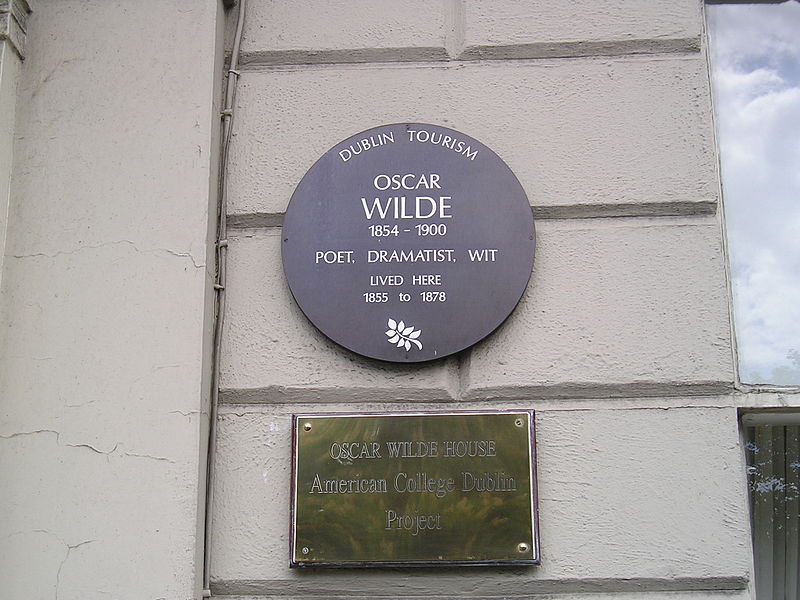 DUBLIN TOURISM
OSCAR
WILDE
1854 - 1900
POET, DRAMATIST, WIT
LIVED HERE
1855 to 1878
OSCAR WILDE HOUSE
American College Dublin
Project